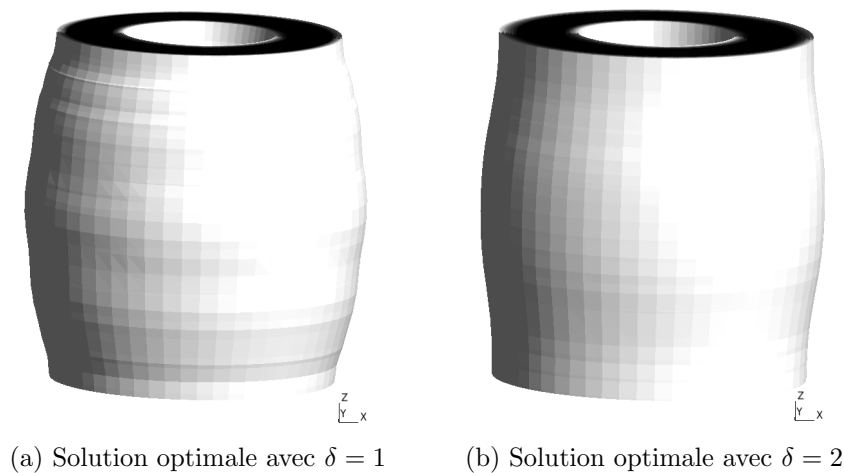 Z
Y X
Z
Y X
(a) Solution optimale avec δ = 1
(b) Solution optimale avec δ = 2